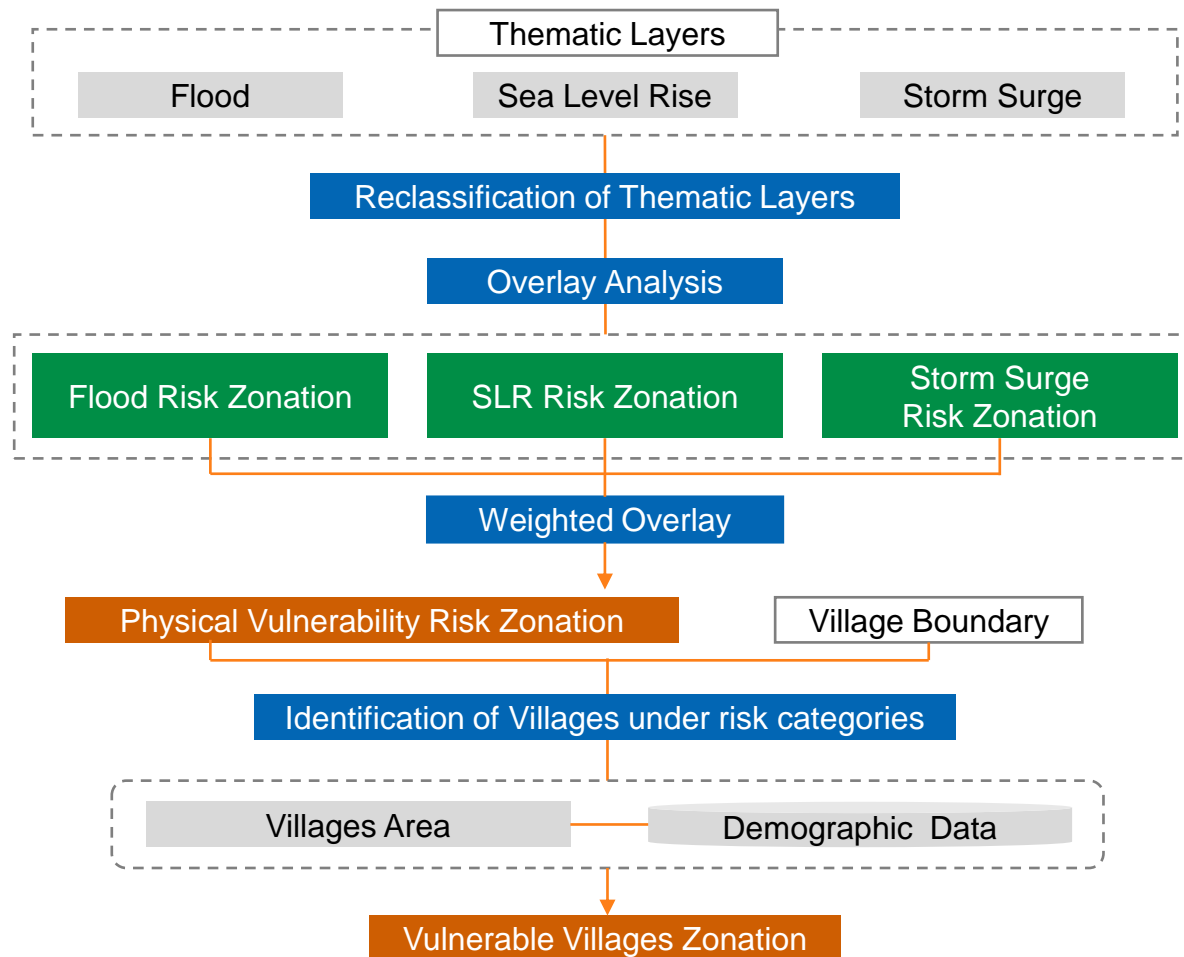 Thematic Layers
Flood
Sea Level Rise
Storm Surge
Reclassification of Thematic Layers
Overlay Analysis
Flood Risk Zonation
SLR Risk Zonation
Storm Surge
Risk Zonation
Weighted Overlay
Physical Vulnerability Risk Zonation
Village Boundary
Identification of Villages under risk categories
Villages Area
Demographic Data
Vulnerable Villages Zonation